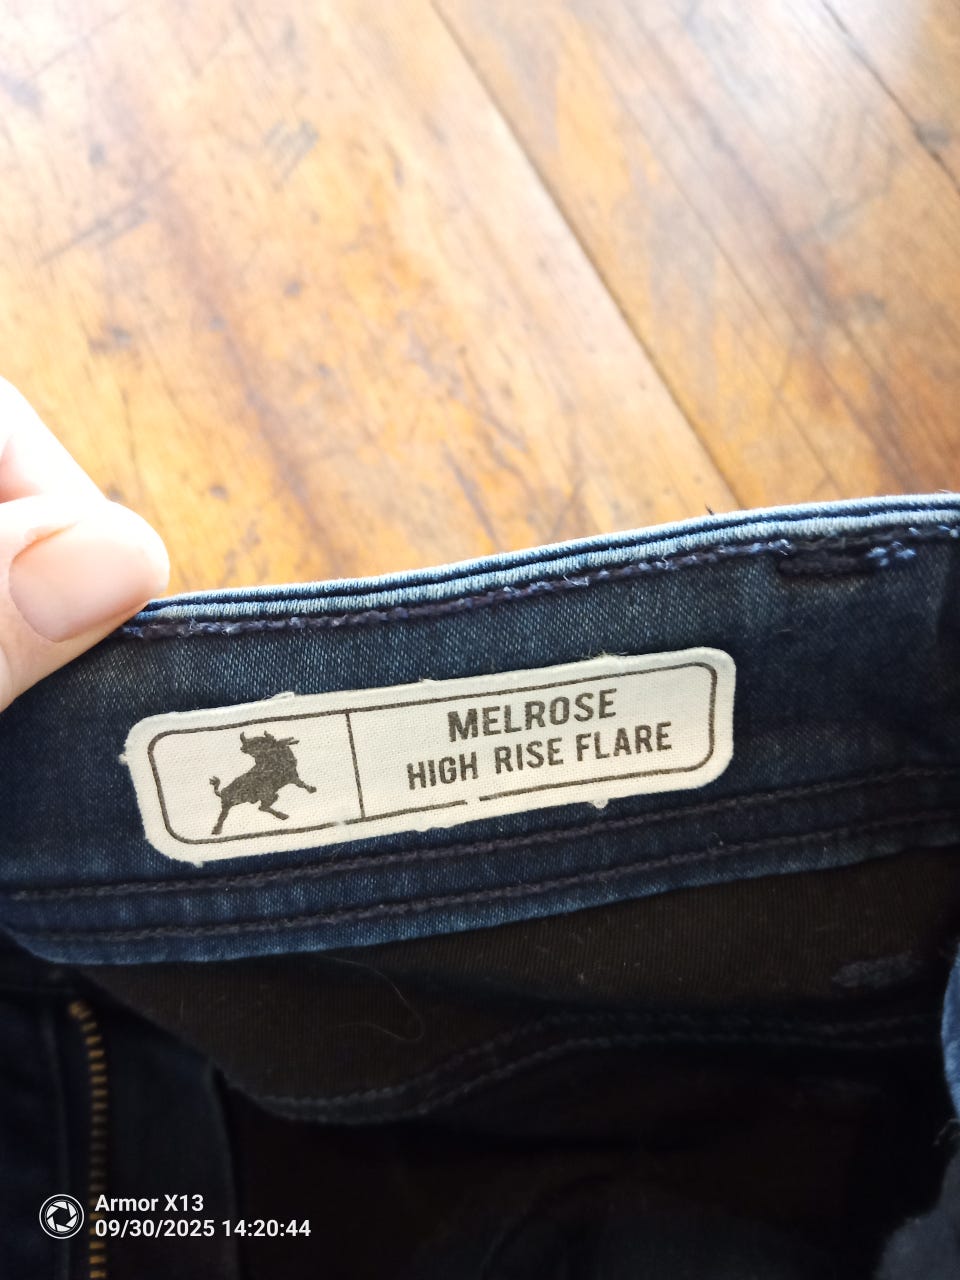 MELROSE
HIGH RISE FLARE
Armor X13
09/30/2025 14:20:44